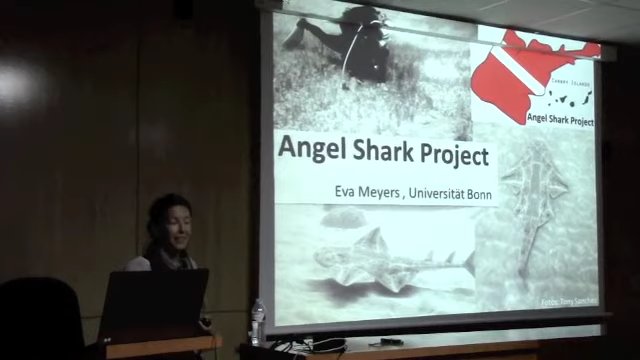 CANARY ISLANDS
Angel Shark Project
Angel Shark Project
Eva Meyers, Universität Bonn
Fotos: Tony Sanchez